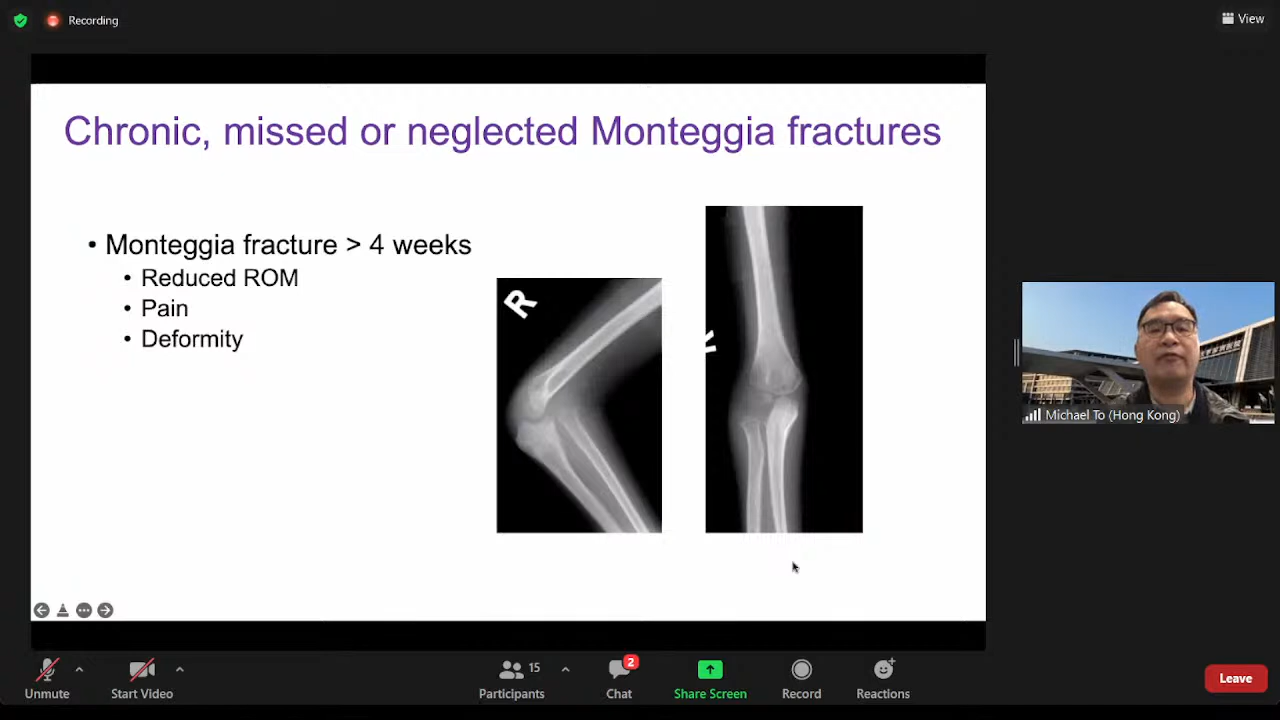 Recording
View
Chronic, missed or neglected Monteggia fractures
• Monteggia fracture > 4 weeks
• Reduced ROM
• Pain
• Deformity
R
R
Michael To (Hong Kong)
15
2
Unmute
Start Video
Participants
Chat
Share Screen
Record
Reactions
Leave